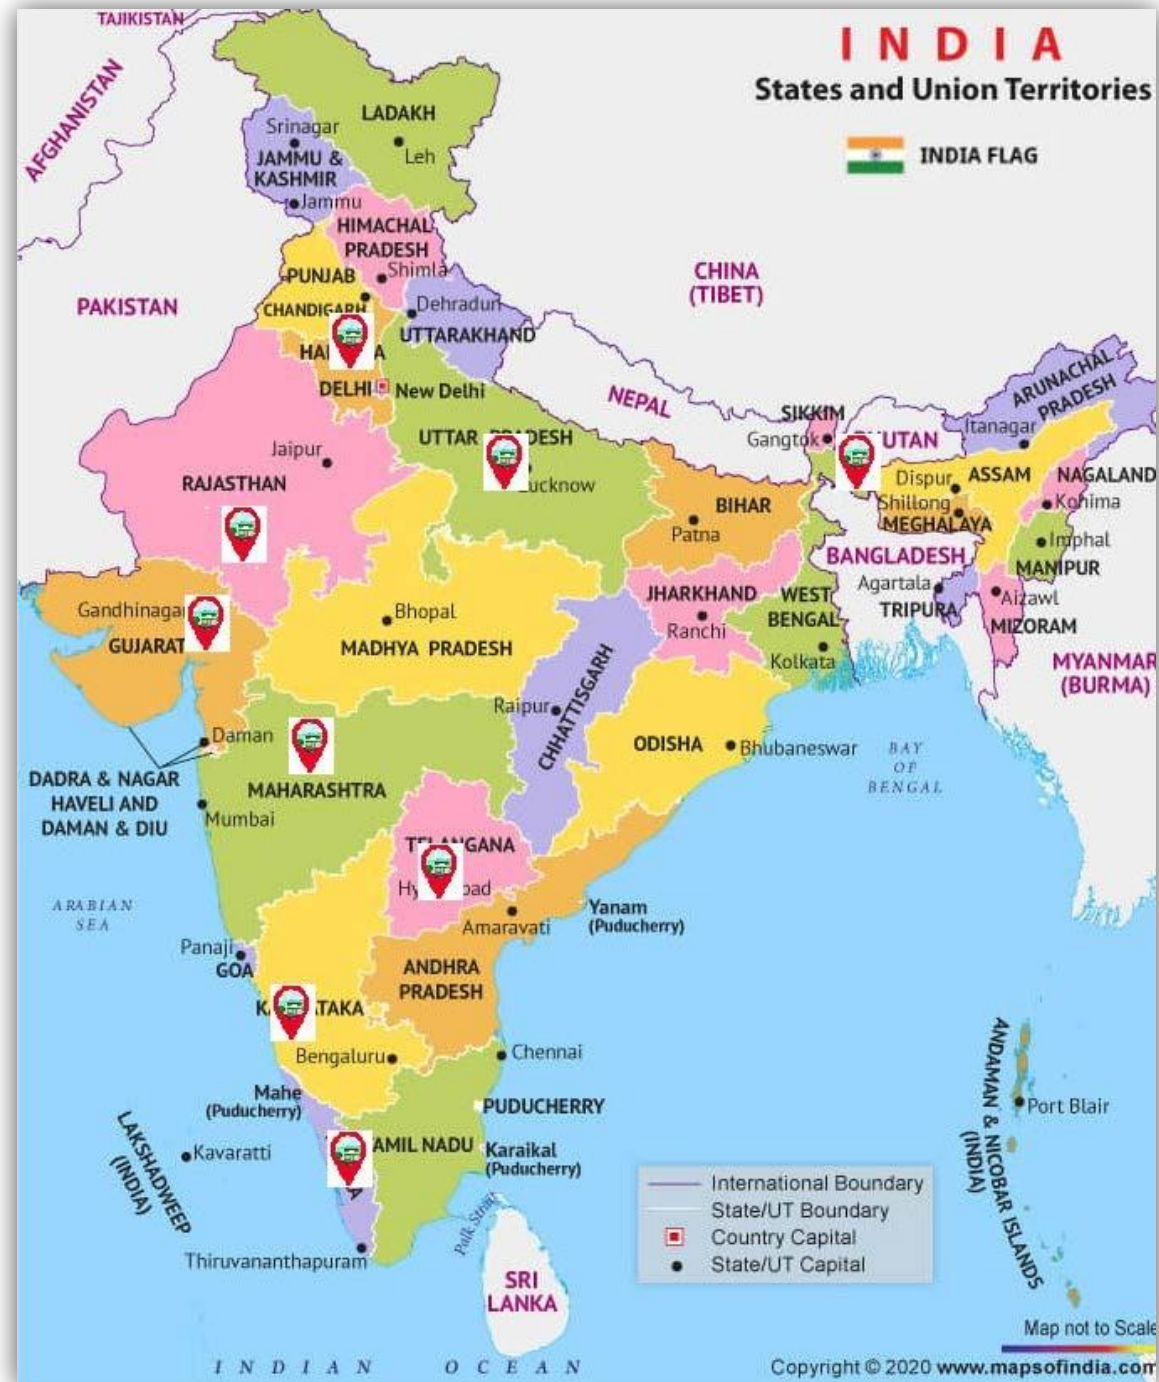 TAJIKISTAN
INDIA
States and Union Territories
INDIA FLAG
AFGHANISTAN
LADAKH
Srinagar
Leh
JAMMU &
KASHMIR
Jammu
HIMACHAL
PRADESH
Shimla
PUNJAB
CHANDIGARH
Dehradun
UTTARAKHAND
PAKISTAN
CHINA
(TIBET)
DELHI
New Delhi
NEPAL
SIKKIM
Gangtok
ARUNACHAL
PRADESH
Itanagar
UTTAR
Lucknow
Jaipur
RAJASTHAN
BIHAR
Patna
Dispur
ASSAM
NAGALAND
Shillong
Kohima
MEGHALAYA
Imphal
MANIPUR
BANGLADESH
Agartala
TRIPURA
Aizawl
MIZORAM
MYANMAR
(BURMA)
Gandhinagar
GUJARAT
Bhopal
MADHYA PRADESH
JHARKHAND
Ranchi
WEST
BENGAL
Kolkata
CHHATTISGARH
Raipur
ODISHA
Bhubaneswar
BAY
OF
BENGAL
Daman
DADRA & NAGAR
HAVELI AND
DAMAN & DIU
MAHARASHTRA
Mumbai
ARABIAN
SEA
Yanam
(Puducherry)
Amaravati
Panaji
GOA
ANDHRA
PRADESH
Bengaluru
Chennai
Mahe
(Puducherry)
PUDUCHERRY
Karaikal
(Puducherry)
LAKSHADWEEP
(INDIA)
Kavaratti
Thiruvananthapuram
Palk Strait
SRI
LANKA
ANDAMAN & NICOBAR ISLANDS
(INDIA)
Port Blair
International Boundary
State/UT Boundary
Country Capital
State/UT Capital
INDIAN OCEAN
Map not to Scale
Copyright © 2020 www.mapsofindia.com